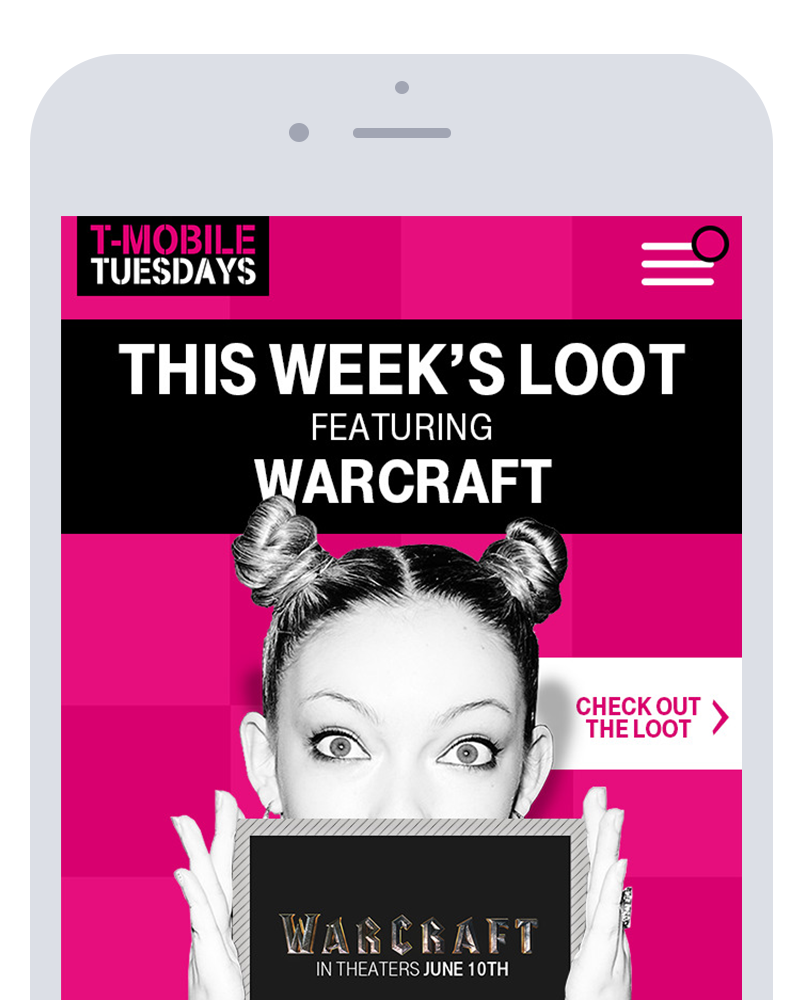 T-MOBILE
TUESDAYS
THIS WEEK’S LOOT
FEATURING
WARCRAFT
CHECK OUT
THE LOOT
WARCRAFT
IN THEATERS JUNE 10TH